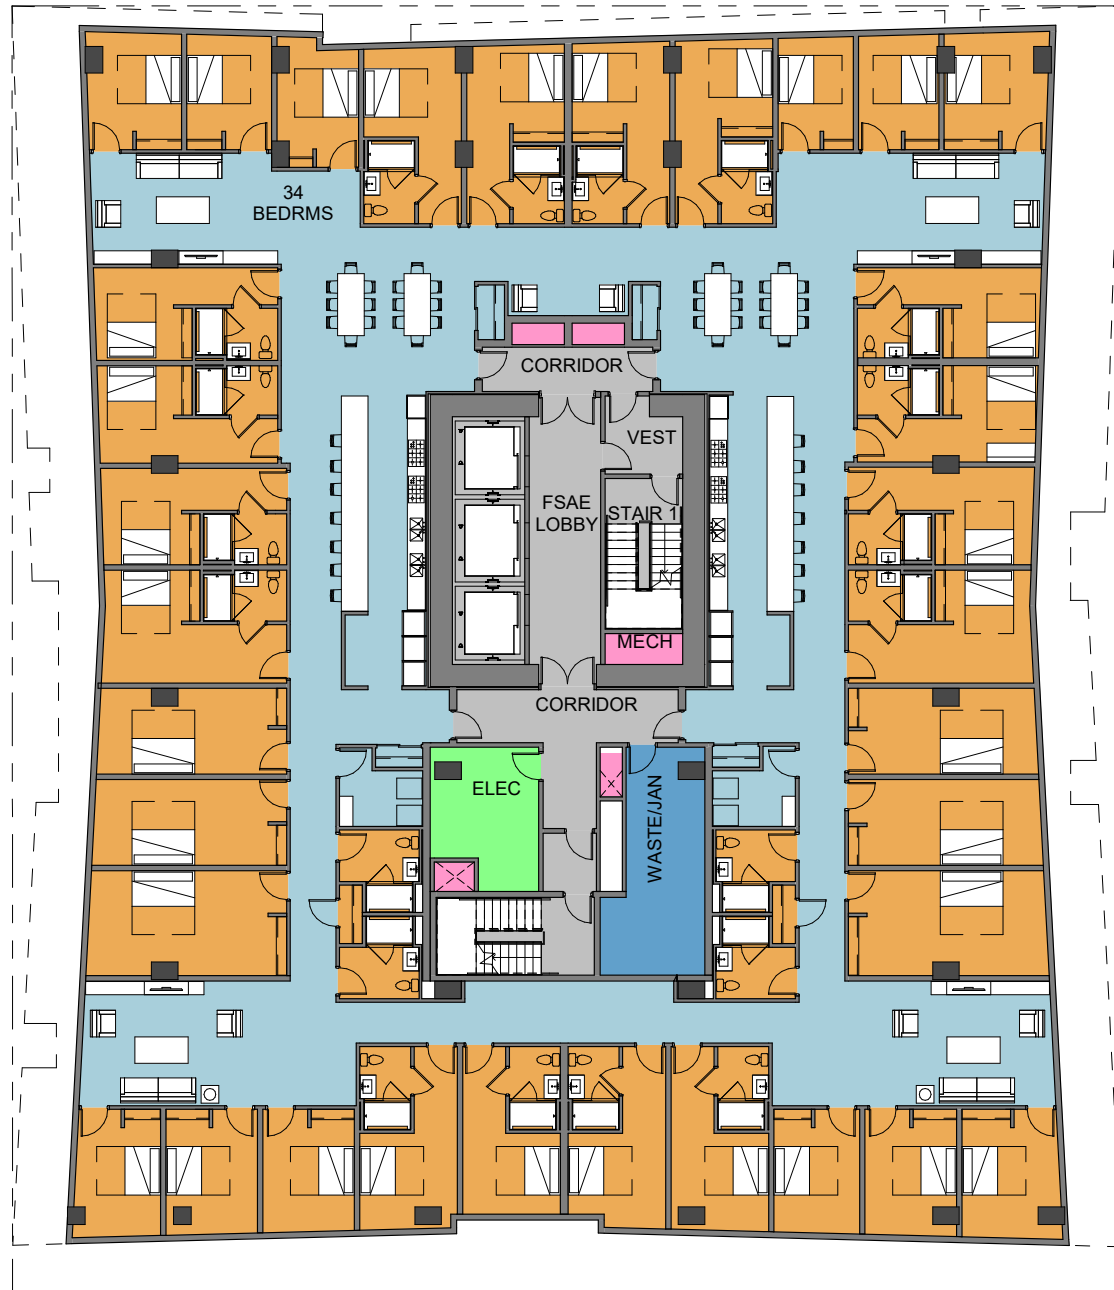 34
BEDRMS
CORRIDOR
VEST
FSAE
LOBBY
STAIR 1
MECH
CORRIDOR
ELEC
WASTE/JAN